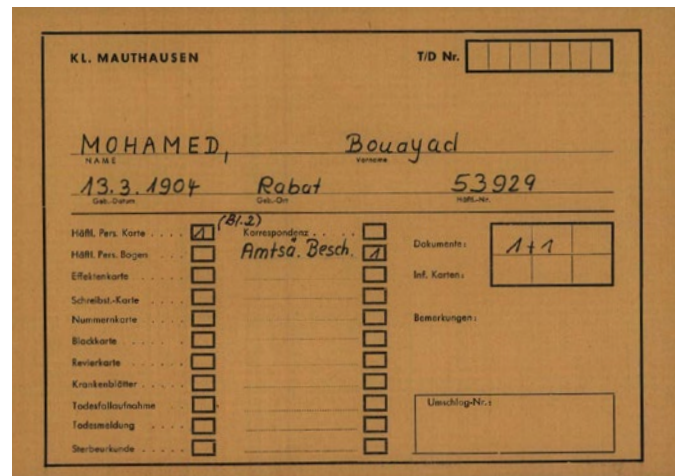 KL. MAUTHAUSEN T/D Nr.
MOHAMED, Bouayad
NAME Vorname
13.3.1904 Rabat 53929
Geb.-Datum Geb.-Ort Häftl.-Nr.
(Bl.2)
Häftl. Pers. Karte . . . . 1 Korrespondenz . . . . .
Häftl. Pers. Bogen . . . Amtsä. Besch. 1 Dokumente: 1+1
Effektenkarte . . . . . Inf. Karten:
Schreibst.-Karte . . . .
Nummernkarte . . . . Bemerkungen:
Blockkarte . . . . . .
Revierkarte . . . . . .
Krankenblätter . . . . .
Todesfallaufnahme . . Umschlag-Nr.:
Todesmeldung . . . .
Sterbeurkunde . . . . .